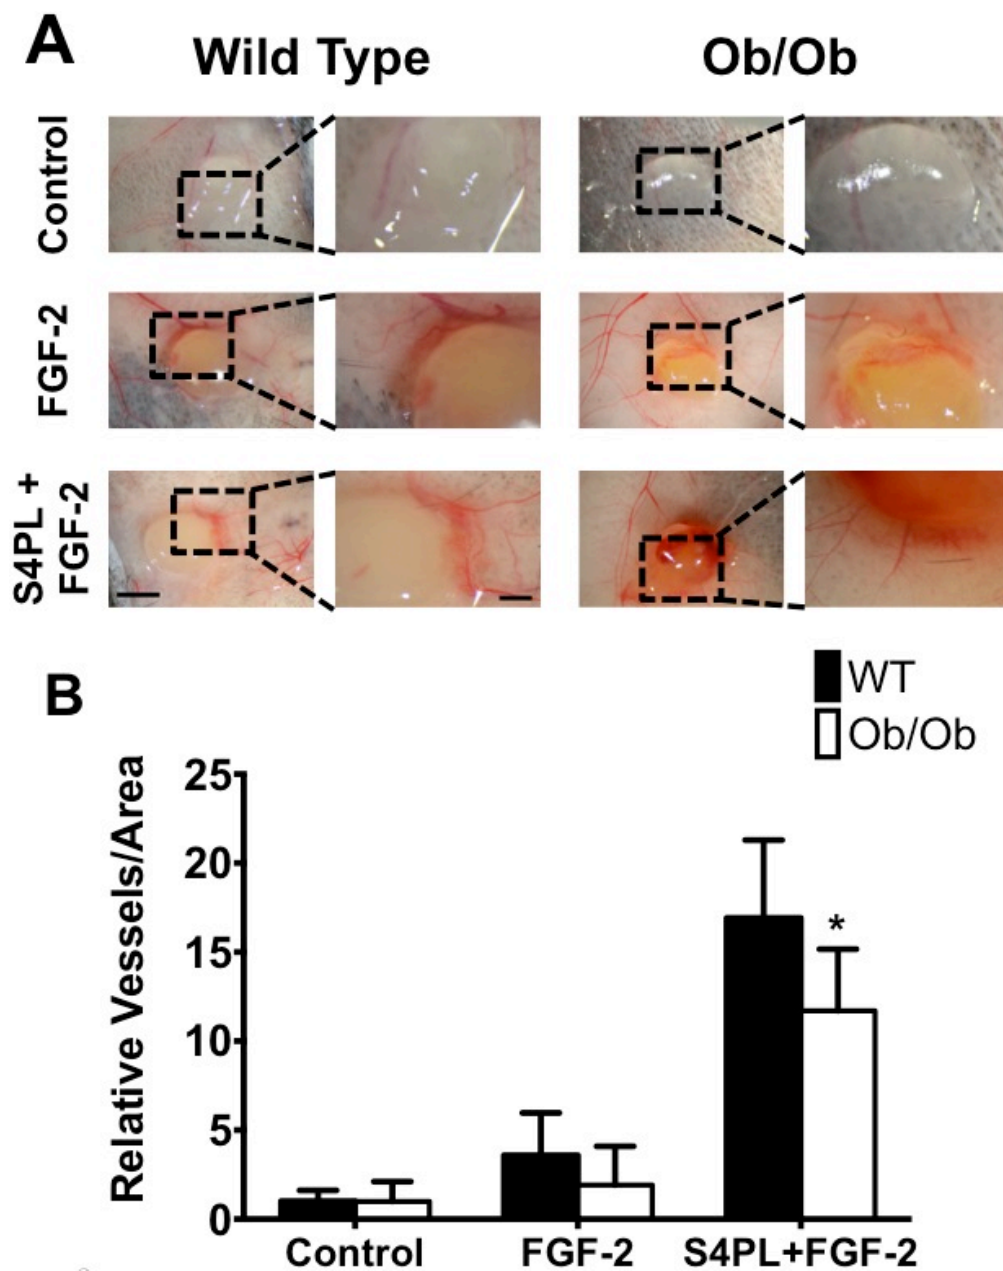 A
Wild Type
Ob/Ob
Control
FGF-2
S4PL +
FGF-2
B
WT
Ob/Ob
Relative Vessels/Area
25
20
15
*
10
5
0
Control
FGF-2
S4PL+FGF-2